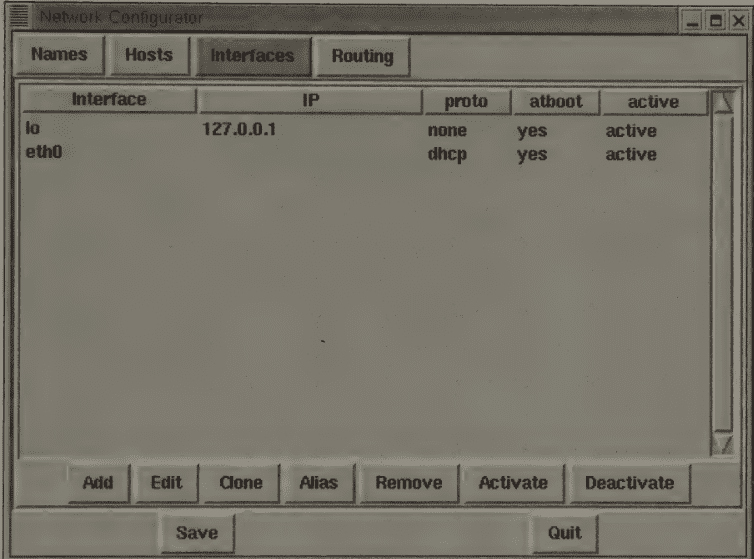 Network Configurator
Names Hosts Interfaces Routing
Interface IP proto atboot active
lo 127.0.0.1 none yes active
eth0 dhcp yes active
Add Edit Clone Alias Remove Activate Deactivate
Save Quit